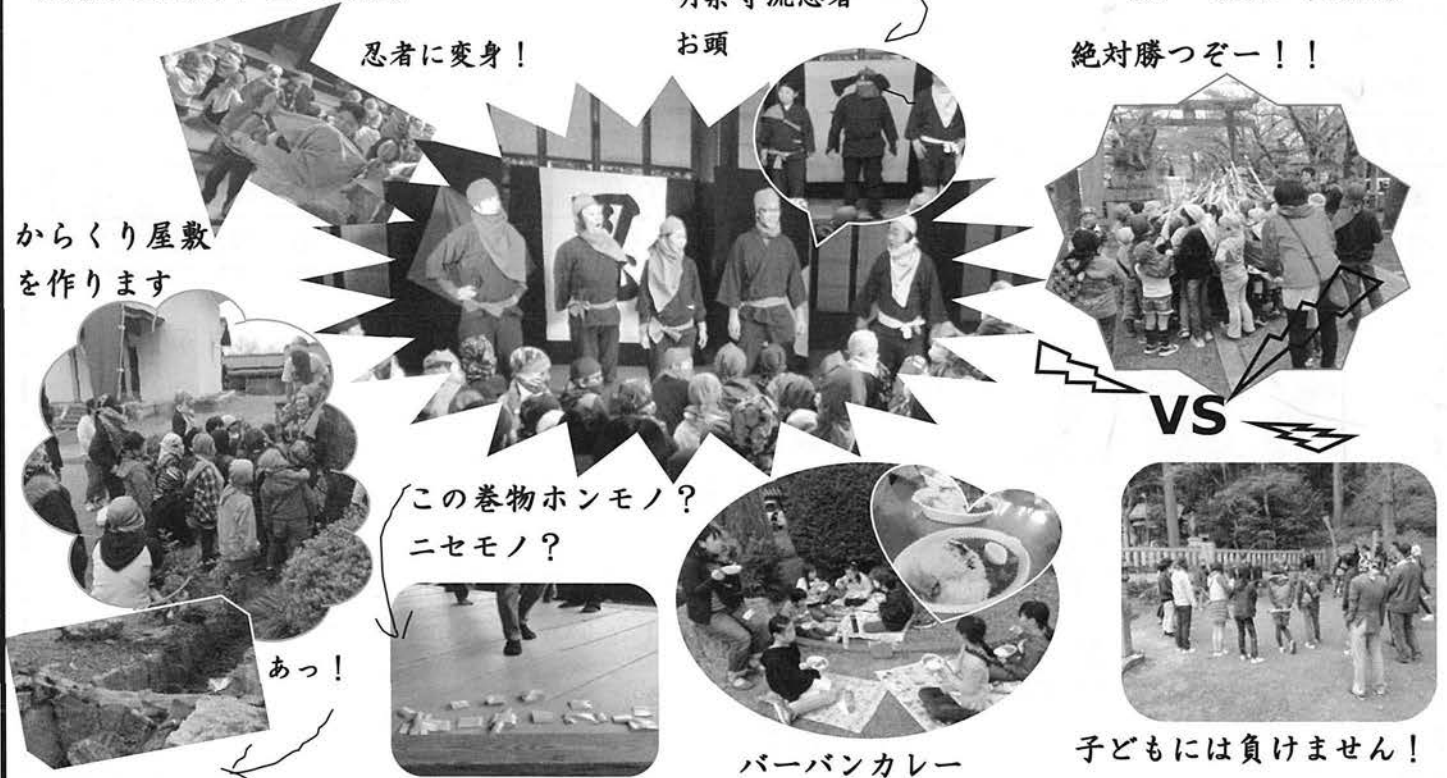 お頭
忍者に変身！
絶対勝つぞー！！
からくり屋敷
を作ります
VS
この巻物ホンモノ？
ニセモノ？
あっ！
バーバンカレー
子どもには負けません！